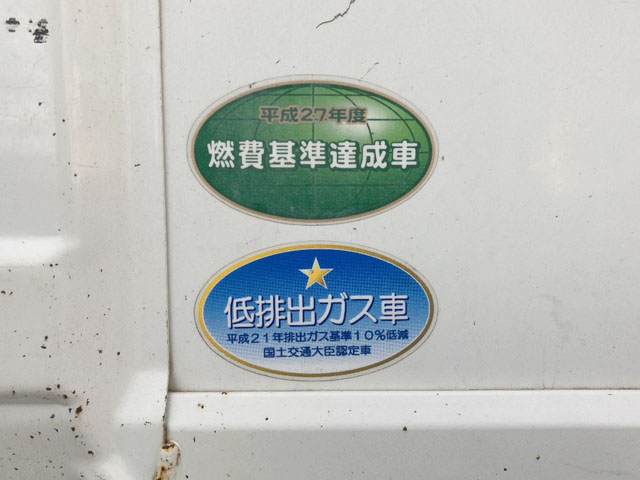 平成27年度
燃費基準達成車
低排出ガス車
平成21年排出ガス基準10%低減
国土交通大臣認定車